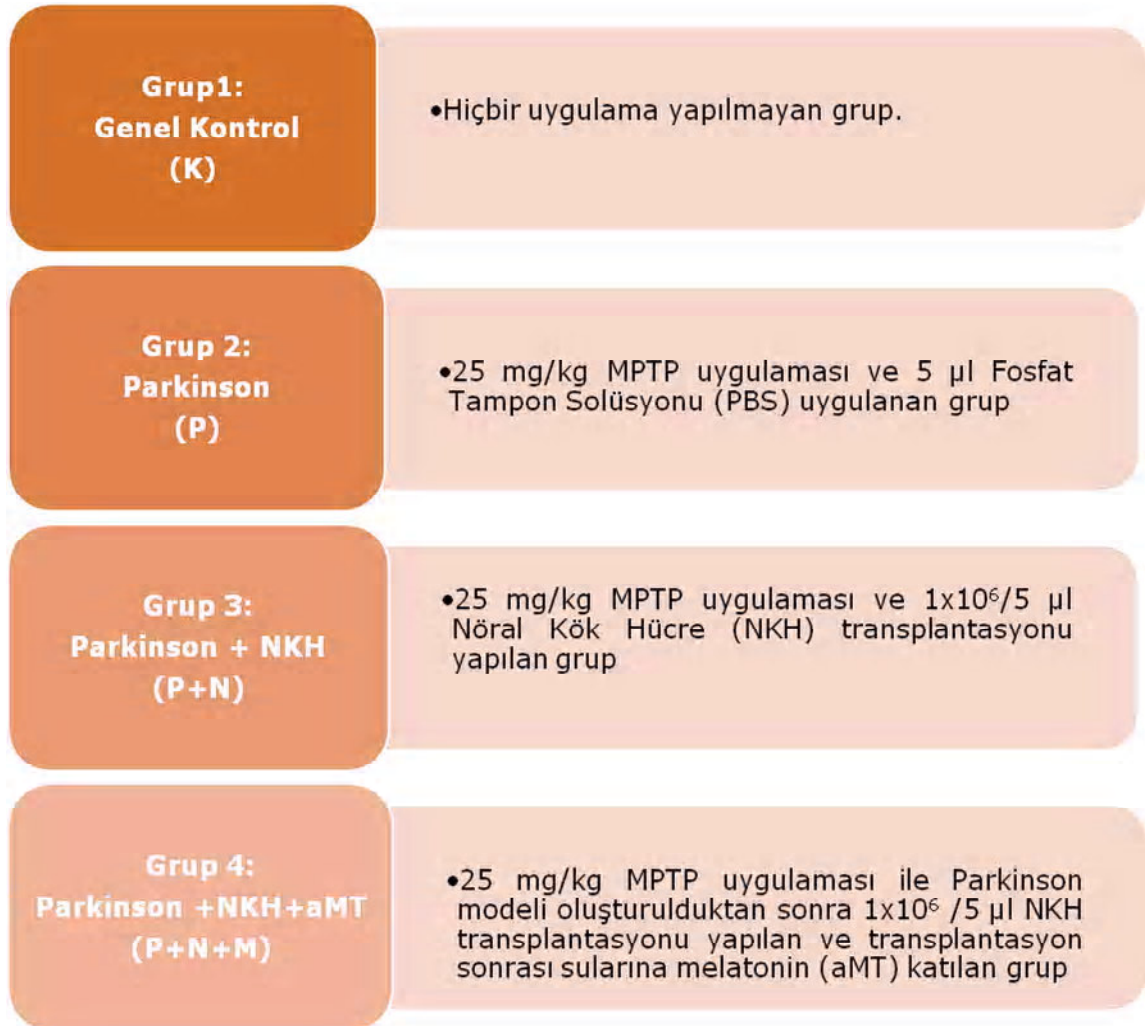 Grup1:
Genel Kontrol
(K)
•Hiçbir uygulama yapılmayan grup.
Grup 2:
Parkinson
(P)
•25 mg/kg MPTP uygulaması ve 5 µl Fosfat
Tampon Solüsyonu (PBS) uygulanan grup
Grup 3:
Parkinson + NKH
(P+N)
•25 mg/kg MPTP uygulaması ve 1x10⁶/5 µl
Nöral Kök Hücre (NKH) transplantasyonu
yapılan grup
Grup 4:
Parkinson +NKH+aMT
(P+N+M)
•25 mg/kg MPTP uygulaması ile Parkinson
modeli oluşturulduktan sonra 1x10⁶ /5 µl NKH
transplantasyonu yapılan ve transplantasyon
sonrası sularına melatonin (aMT) katılan grup